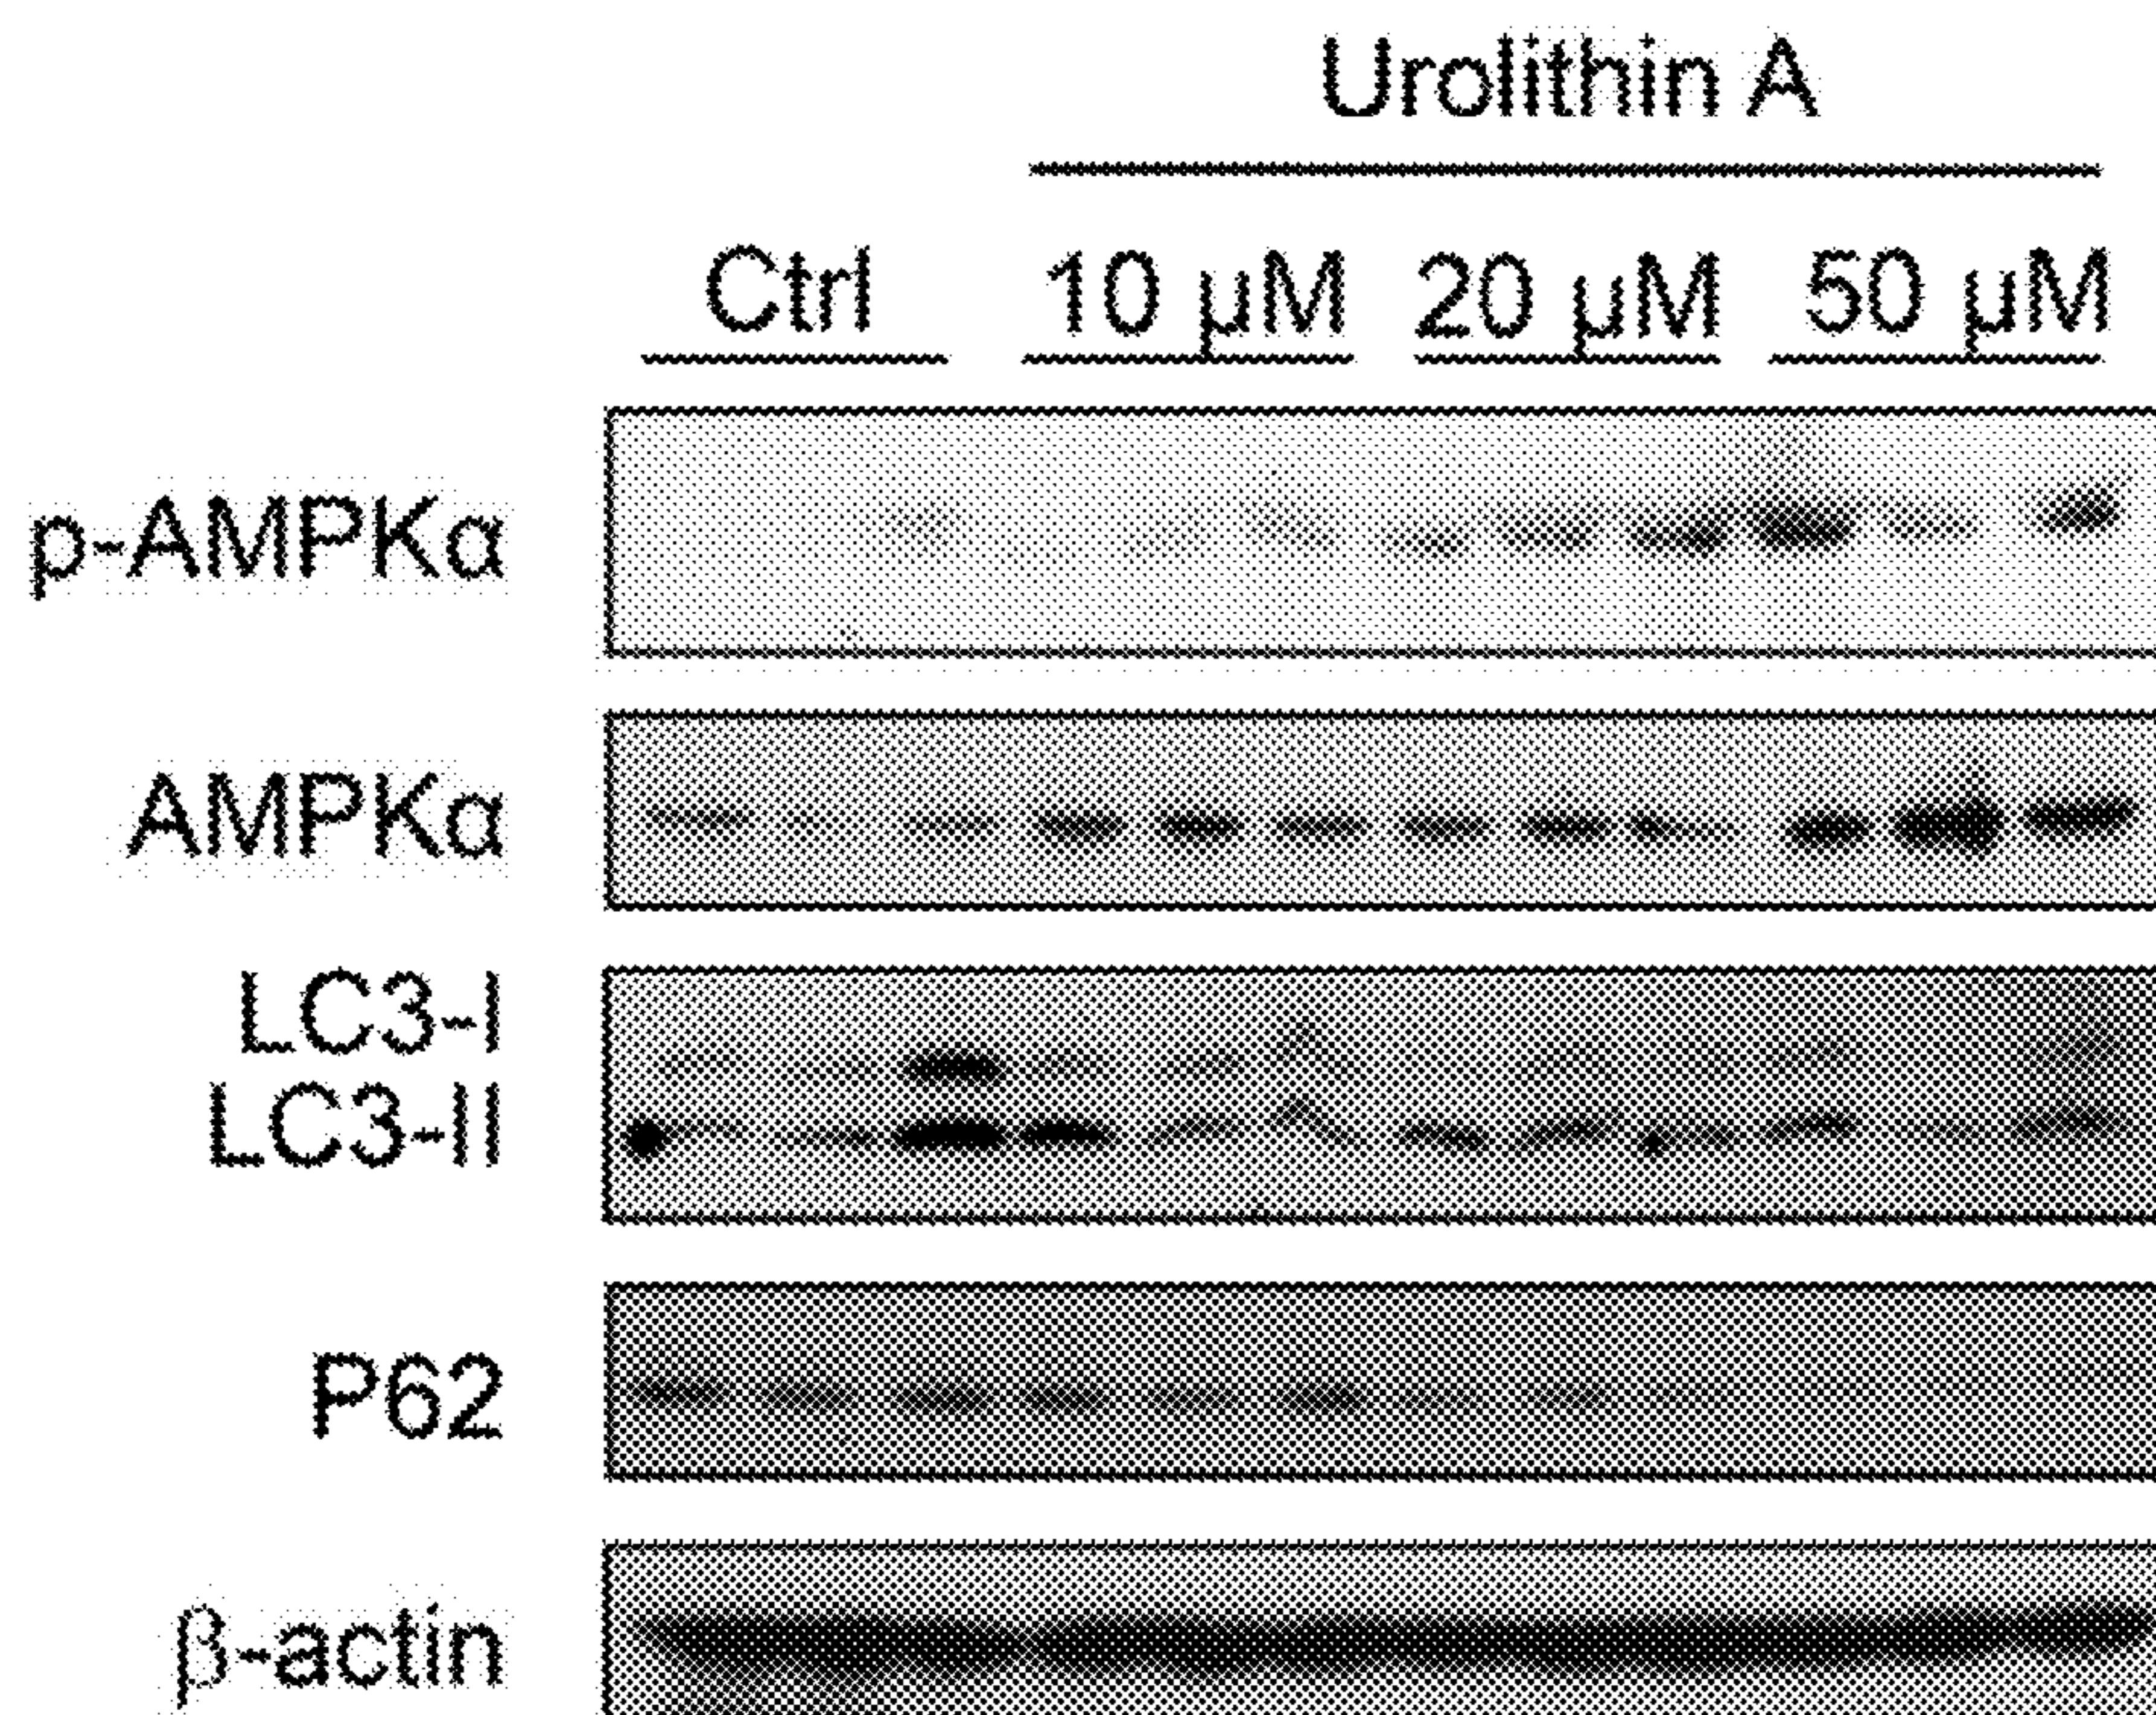 Urolithin A
Ctrl 10 µM 20 µM 50 µM
p-AMPKα
AMPKα
LC3-I
LC3-II
P62
β-actin